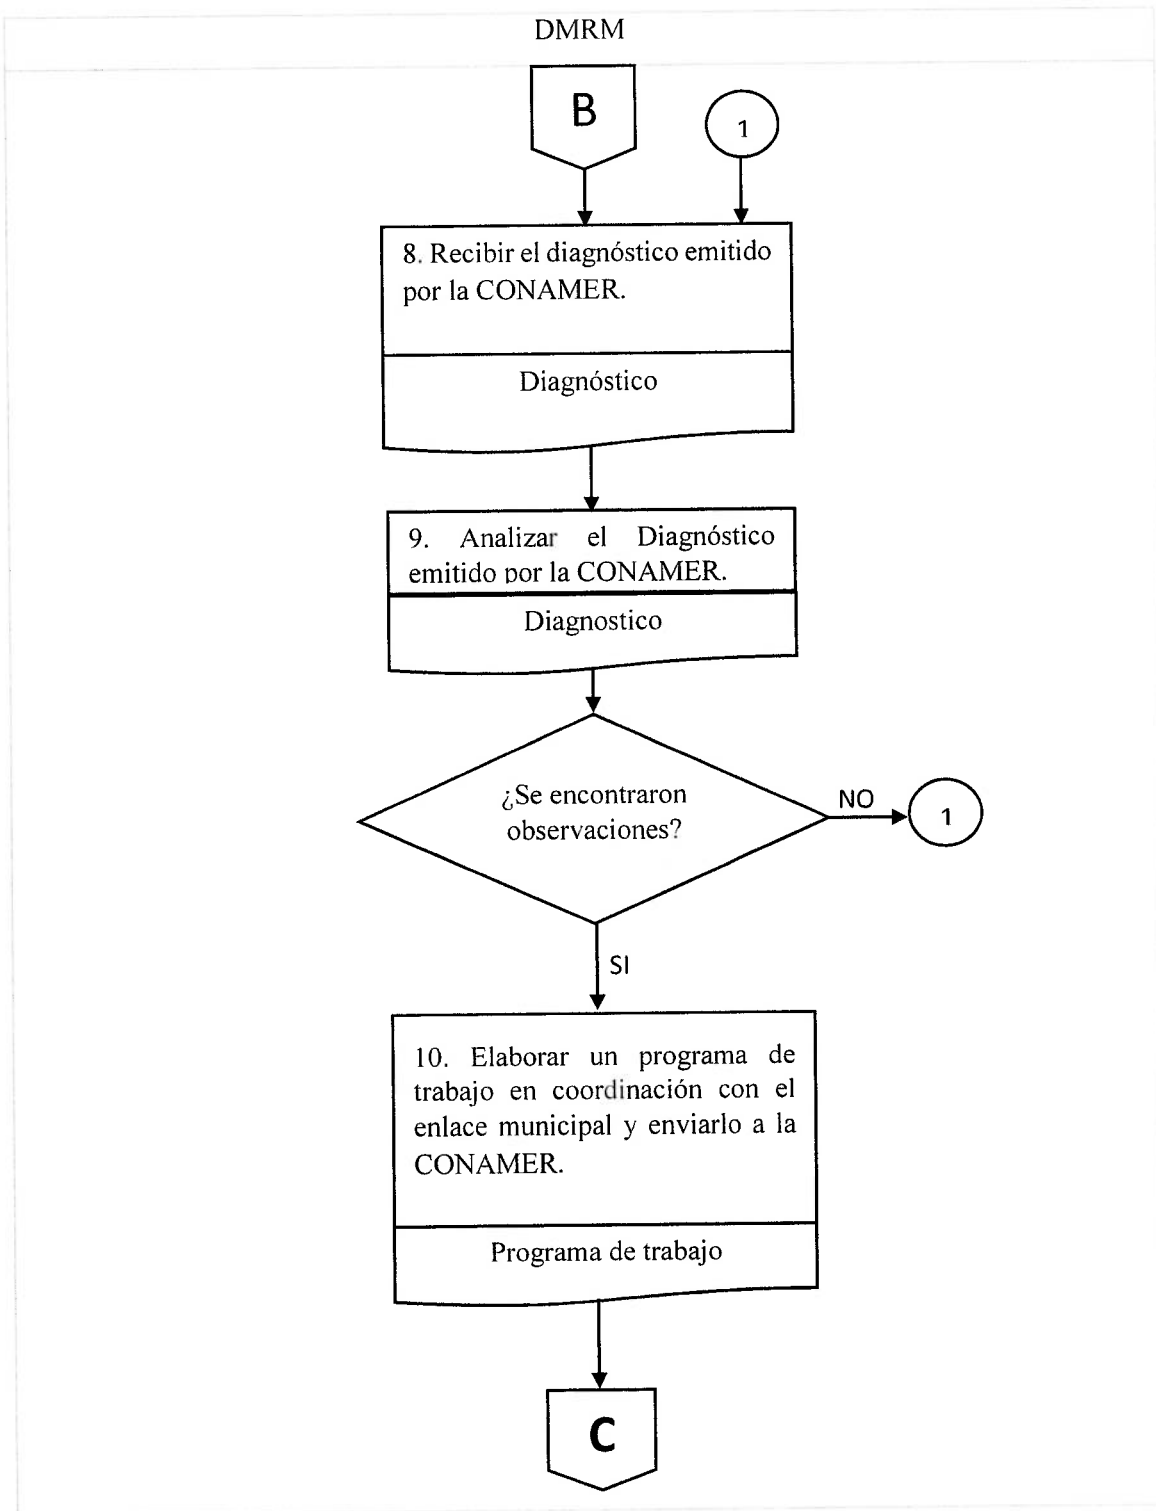 DMRM
B
1
8. Recibir el diagnóstico emitido
por la CONAMER.
Diagnóstico
9. Analizar el Diagnóstico
emitido por la CONAMER.
Diagnostico
¿Se encontraron
observaciones?
NO
1
SI
10. Elaborar un programa de
trabajo en coordinación con el
enlace municipal y enviarlo a la
CONAMER.
Programa de trabajo
C